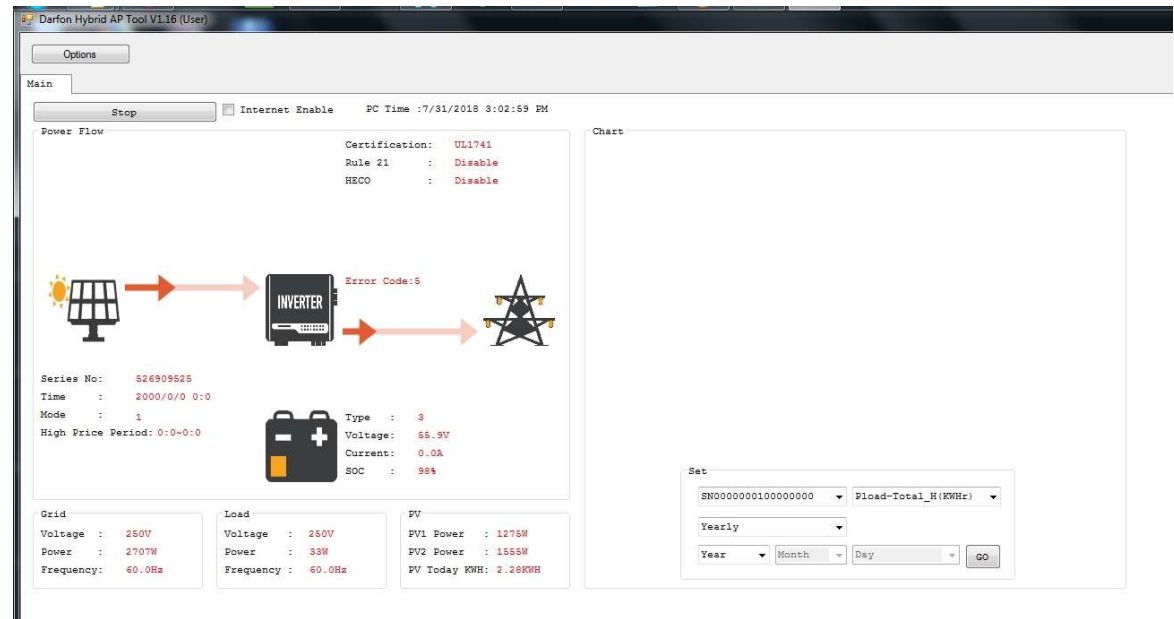 Darfon Hybrid AP Tool V1.16 (User)
Options
Main
Stop
Internet Enable
PC Time :7/31/2018 3:02:59 PM
Power Flow
Certification: UL1741
Rule 21 : Disable
HECO : Disable
INVERTER
Error Code:5
Series No: 526909525
Time : 2000/0/0 0:0
Mode : 1
High Price Period: 0:0~0:0
Type : 3
Voltage: 55.9V
Current: 0.0A
SOC : 98%
Grid
Voltage : 250V
Power : 2707W
Frequency: 60.0Hz
Load
Voltage : 250V
Power : 33W
Frequency : 60.0Hz
PV
PV1 Power : 1275W
PV2 Power : 1555W
PV Today KWH: 2.28KWH
Chart
Set
SN0000000100000000
Pload-Total_H(KWHr)
Yearly
Year
Month
Day
GO